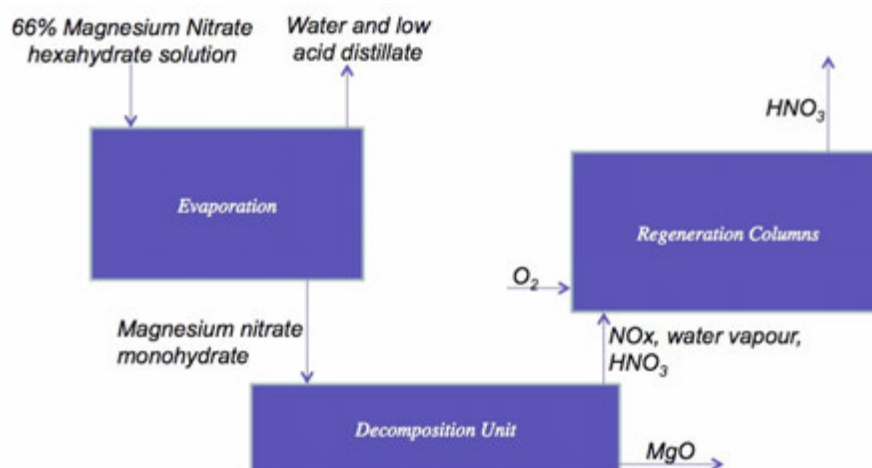 66% Magnesium Nitrate
hexahydrate solution
Water and low
acid distillate
HNO₃
Evaporation
Regeneration Columns
O₂
Magnesium nitrate
monohydrate
NOx, water vapour,
HNO₃
Decomposition Unit
MgO